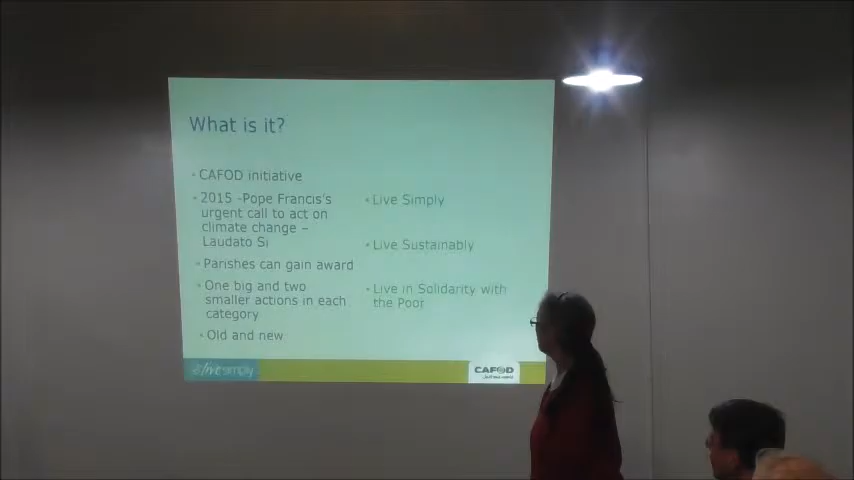 What is it?
• CAFOD initiative
• 2015 -Pope Francis's
urgent call to act on
climate change –
Laudato Si
• Parishes can gain award
• One big and two
smaller actions in each
category
• Old and new
• Live Simply
• Live Sustainably
• Live in Solidarity with
the Poor
livesimply
CAFOD